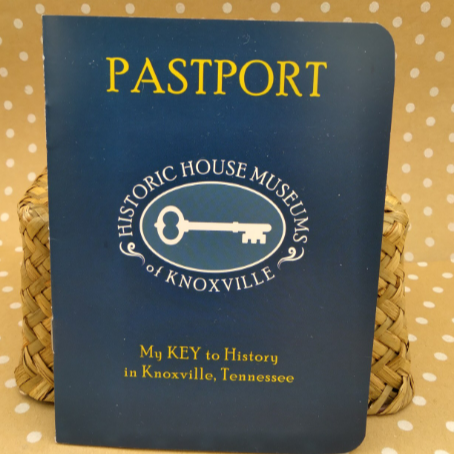 PASTPORT
HISTORIC HOUSE MUSEUMS
of KNOXVILLE
My KEY to History
in Knoxville, Tennessee